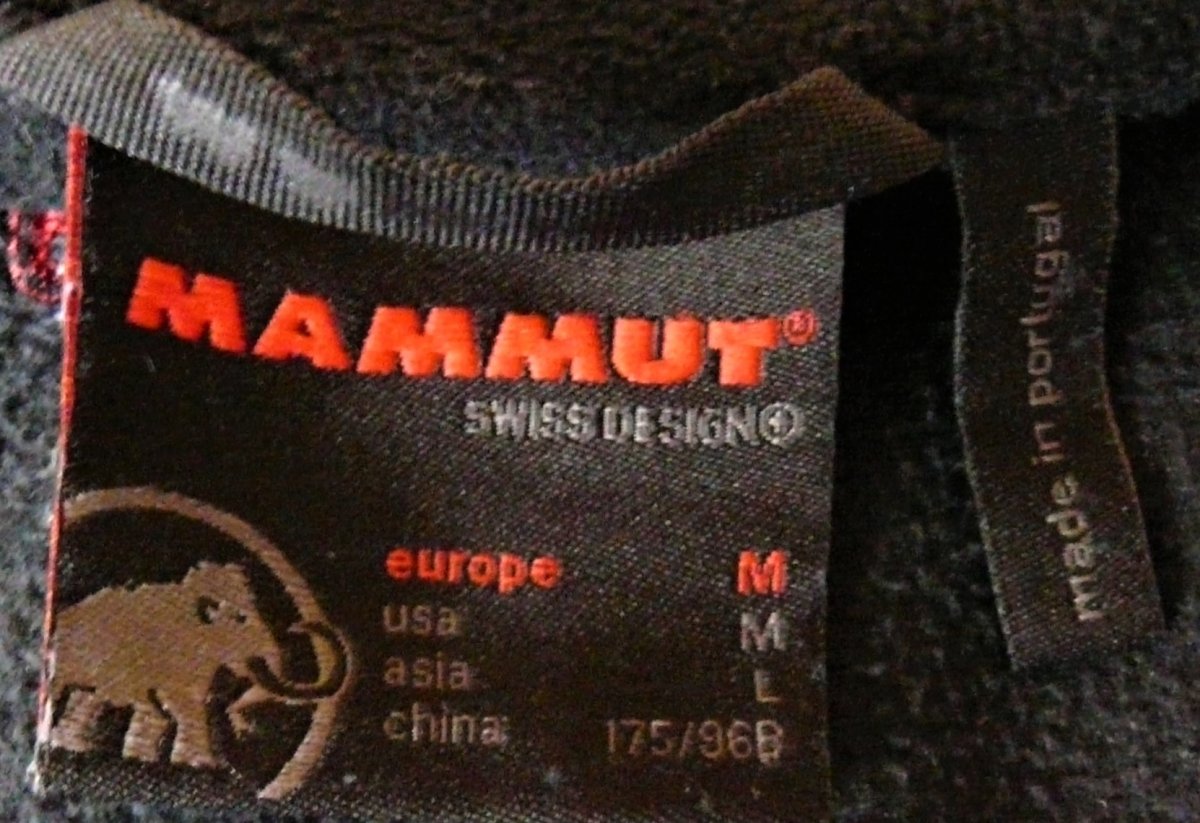 MAMMUT®
SWISS DESIGN
europe M
usa M
asia L
china 175/96B
made in portugal